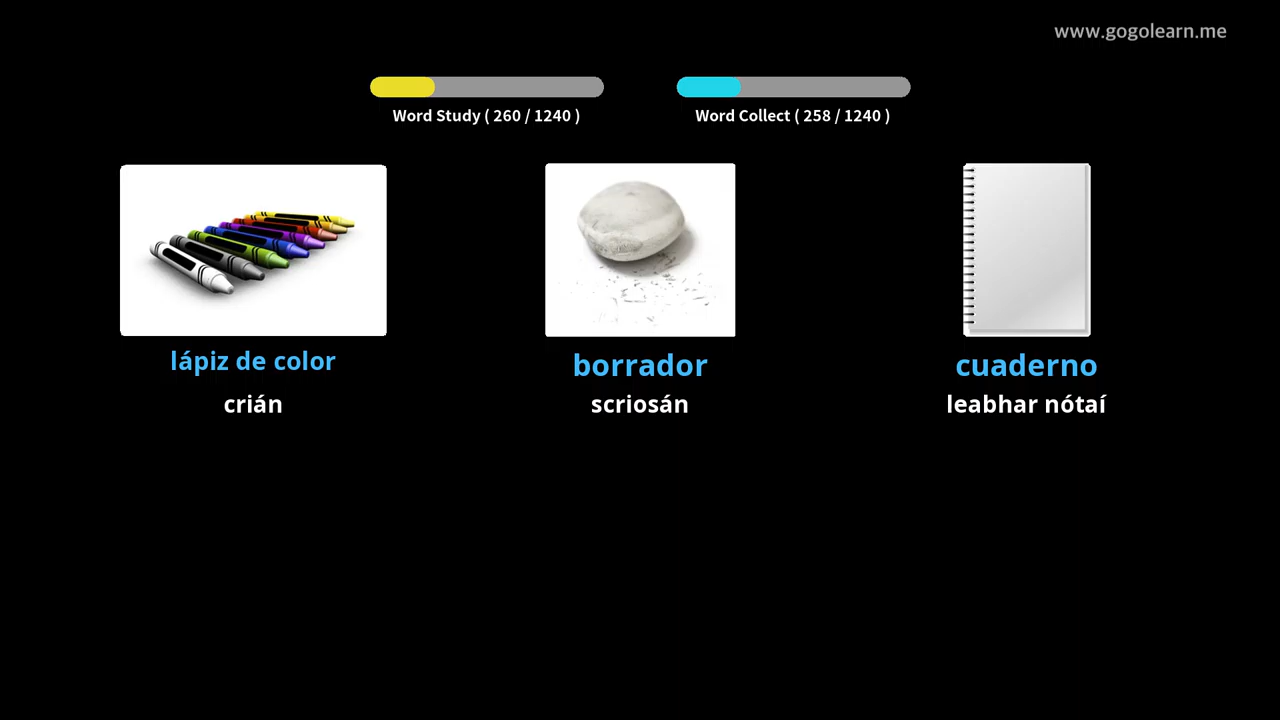 www.gogolearn.me
Word Study ( 260 / 1240 )
Word Collect ( 258 / 1240 )
lápiz de color
borrador
cuaderno
crián
scriosán
leabhar nótaí